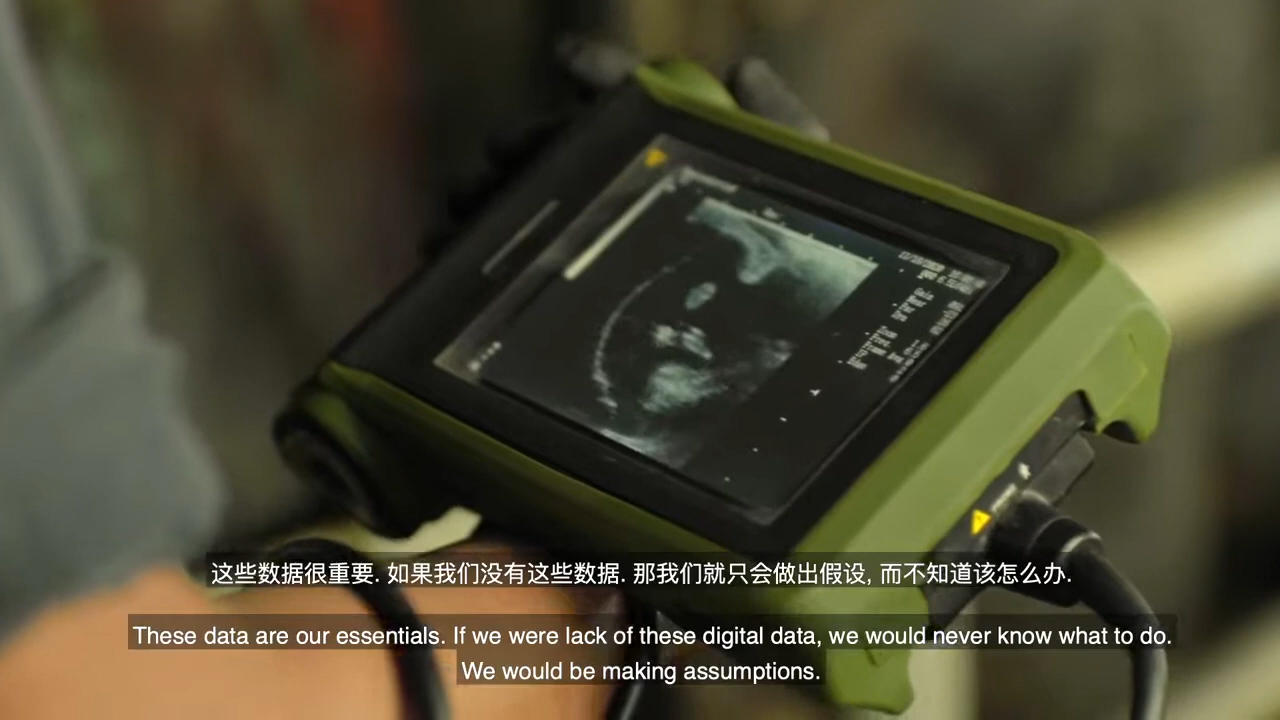 这些数据很重要. 如果我们没有这些数据. 那我们就只会做出假设, 而不知道该怎么办.
These data are our essentials. If we were lack of these digital data, we would never know what to do.
We would be making assumptions.